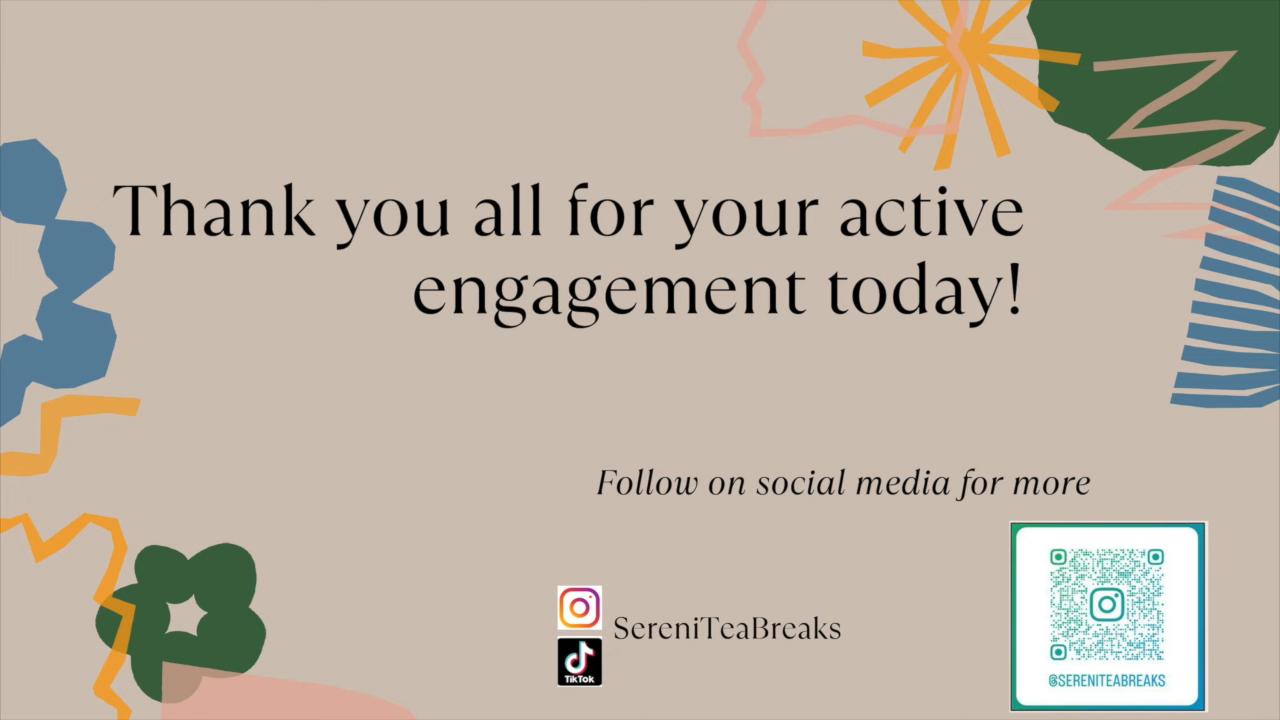 Thank you all for your active
engagement today!
Follow on social media for more
SereniTeaBreaks
TikTok
@SERENITEABREAKS